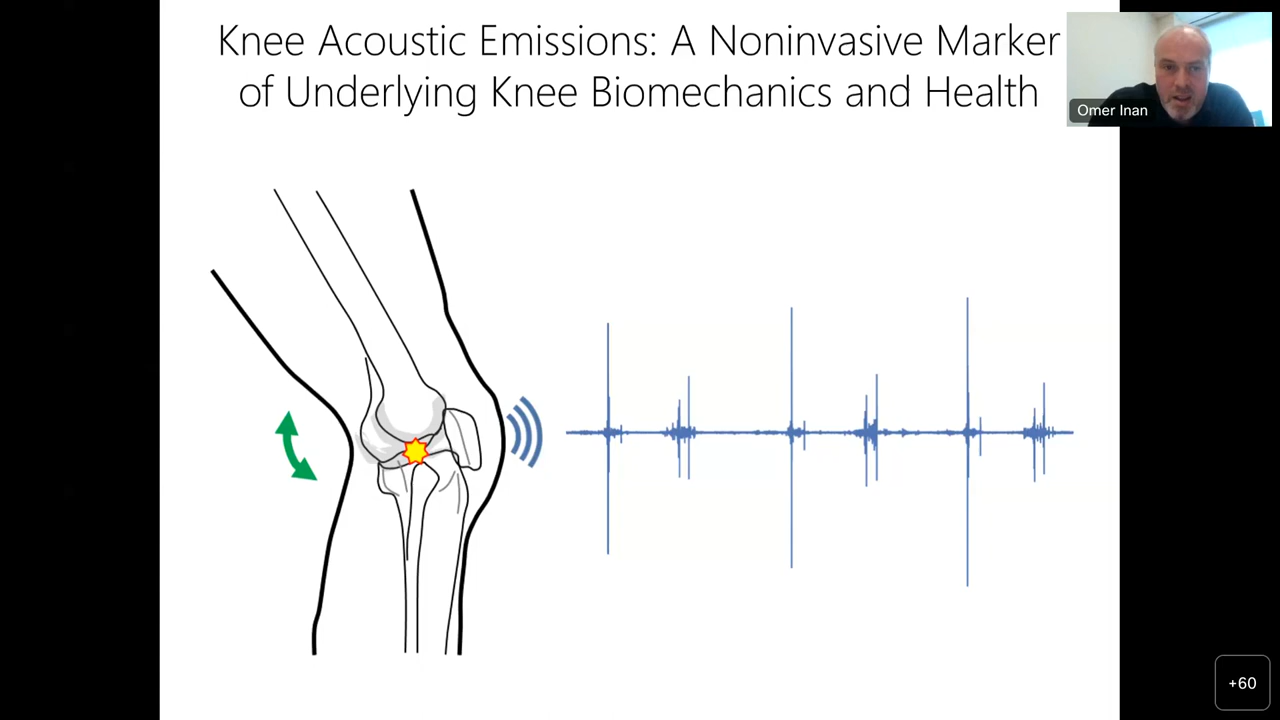 Knee Acoustic Emissions: A Noninvasive Marker
of Underlying Knee Biomechanics and Health
Omer Inan
+60